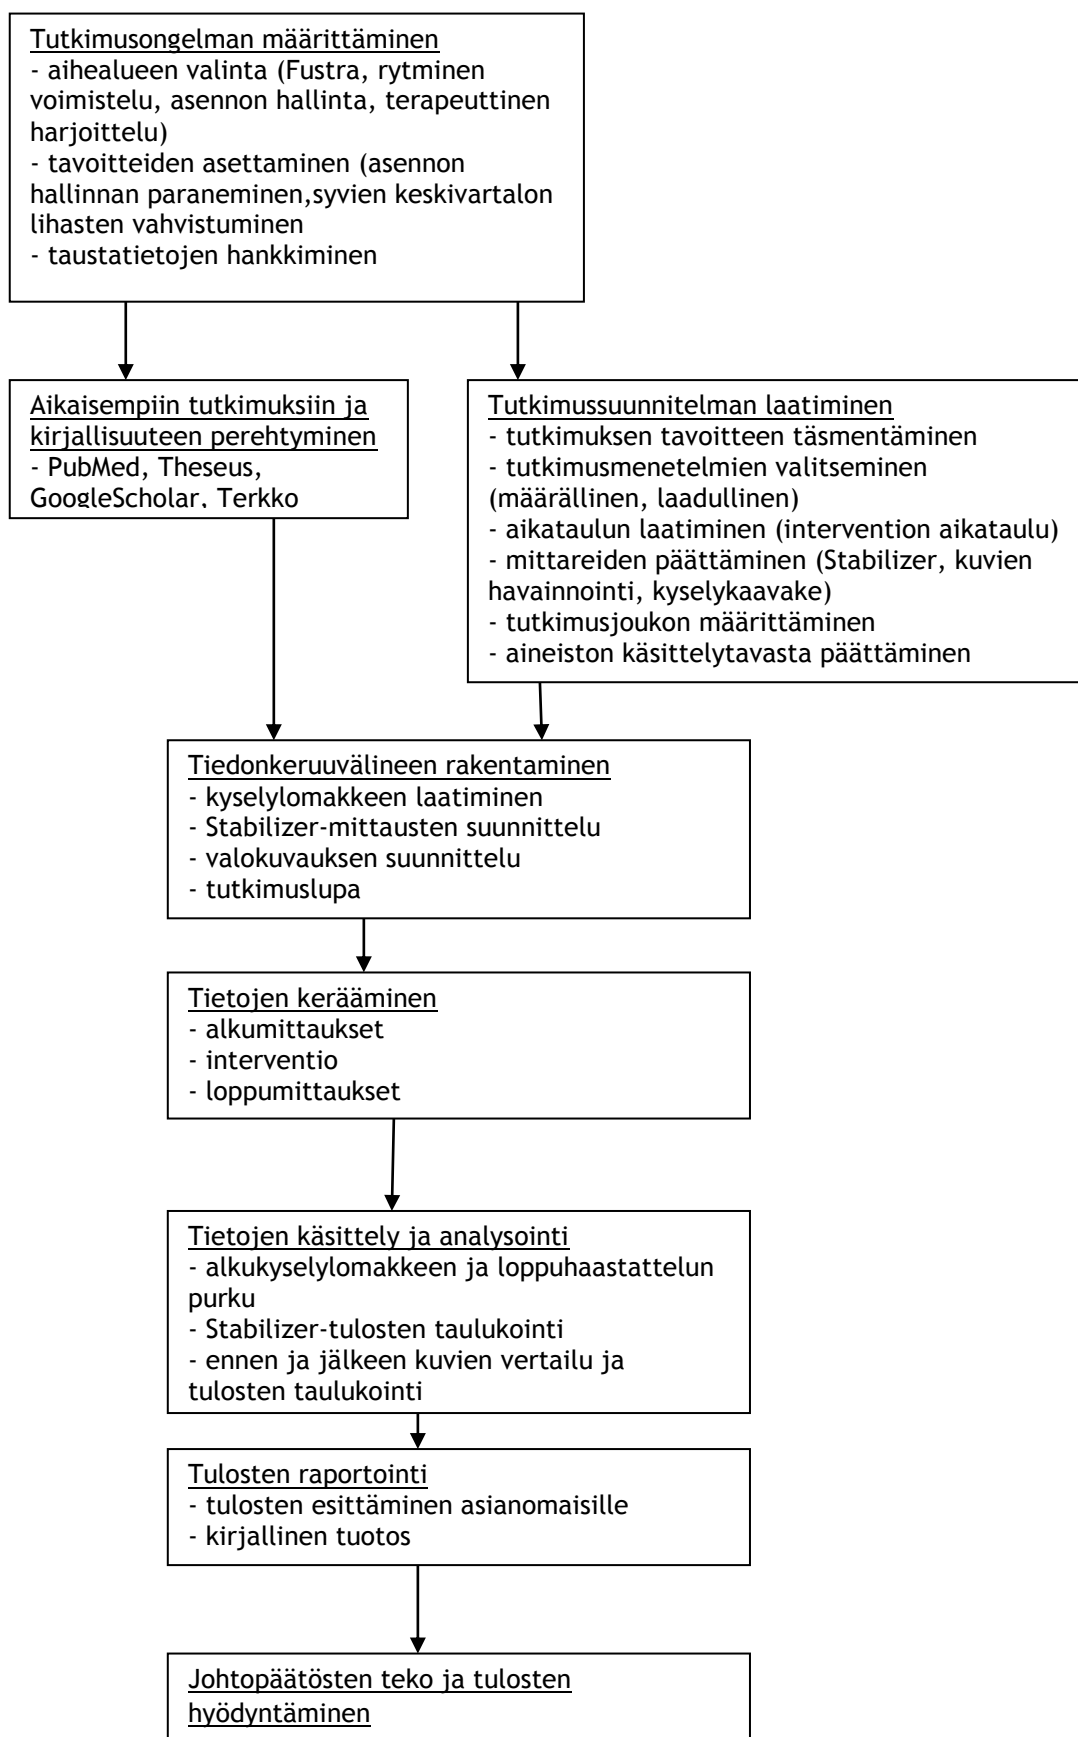 Tutkimusongelman määrittäminen
- aihealueen valinta (Fustra, rytminen
voimistelu, asennon hallinta, terapeuttinen
harjoittelu)
- tavoitteiden asettaminen (asennon
hallinnan paraneminen,syvien keskivartalon
lihasten vahvistuminen
- taustatietojen hankkiminen
Aikaisempiin tutkimuksiin ja
kirjallisuuteen perehtyminen
- PubMed, Theseus,
GoogleScholar, Terkko
Tutkimussuunnitelman laatiminen
- tutkimuksen tavoitteen täsmentäminen
- tutkimusmenetelmien valitseminen
(määrällinen, laadullinen)
- aikataulun laatiminen (intervention aikataulu)
- mittareiden päättäminen (Stabilizer, kuvien
havainnointi, kyselykaavake)
- tutkimusjoukon määrittäminen
- aineiston käsittelytavasta päättäminen
Tiedonkeruuvälineen rakentaminen
- kyselylomakkeen laatiminen
- Stabilizer-mittausten suunnittelu
- valokuvauksen suunnittelu
- tutkimuslupa
Tietojen kerääminen
- alkumittaukset
- interventio
- loppumittaukset
Tietojen käsittely ja analysointi
- alkukyselylomakkeen ja loppuhaastattelun
purku
- Stabilizer-tulosten taulukointi
- ennen ja jälkeen kuvien vertailu ja
tulosten taulukointi
Tulosten raportointi
- tulosten esittäminen asianomaisille
- kirjallinen tuotos
Johtopäätösten teko ja tulosten
hyödyntäminen